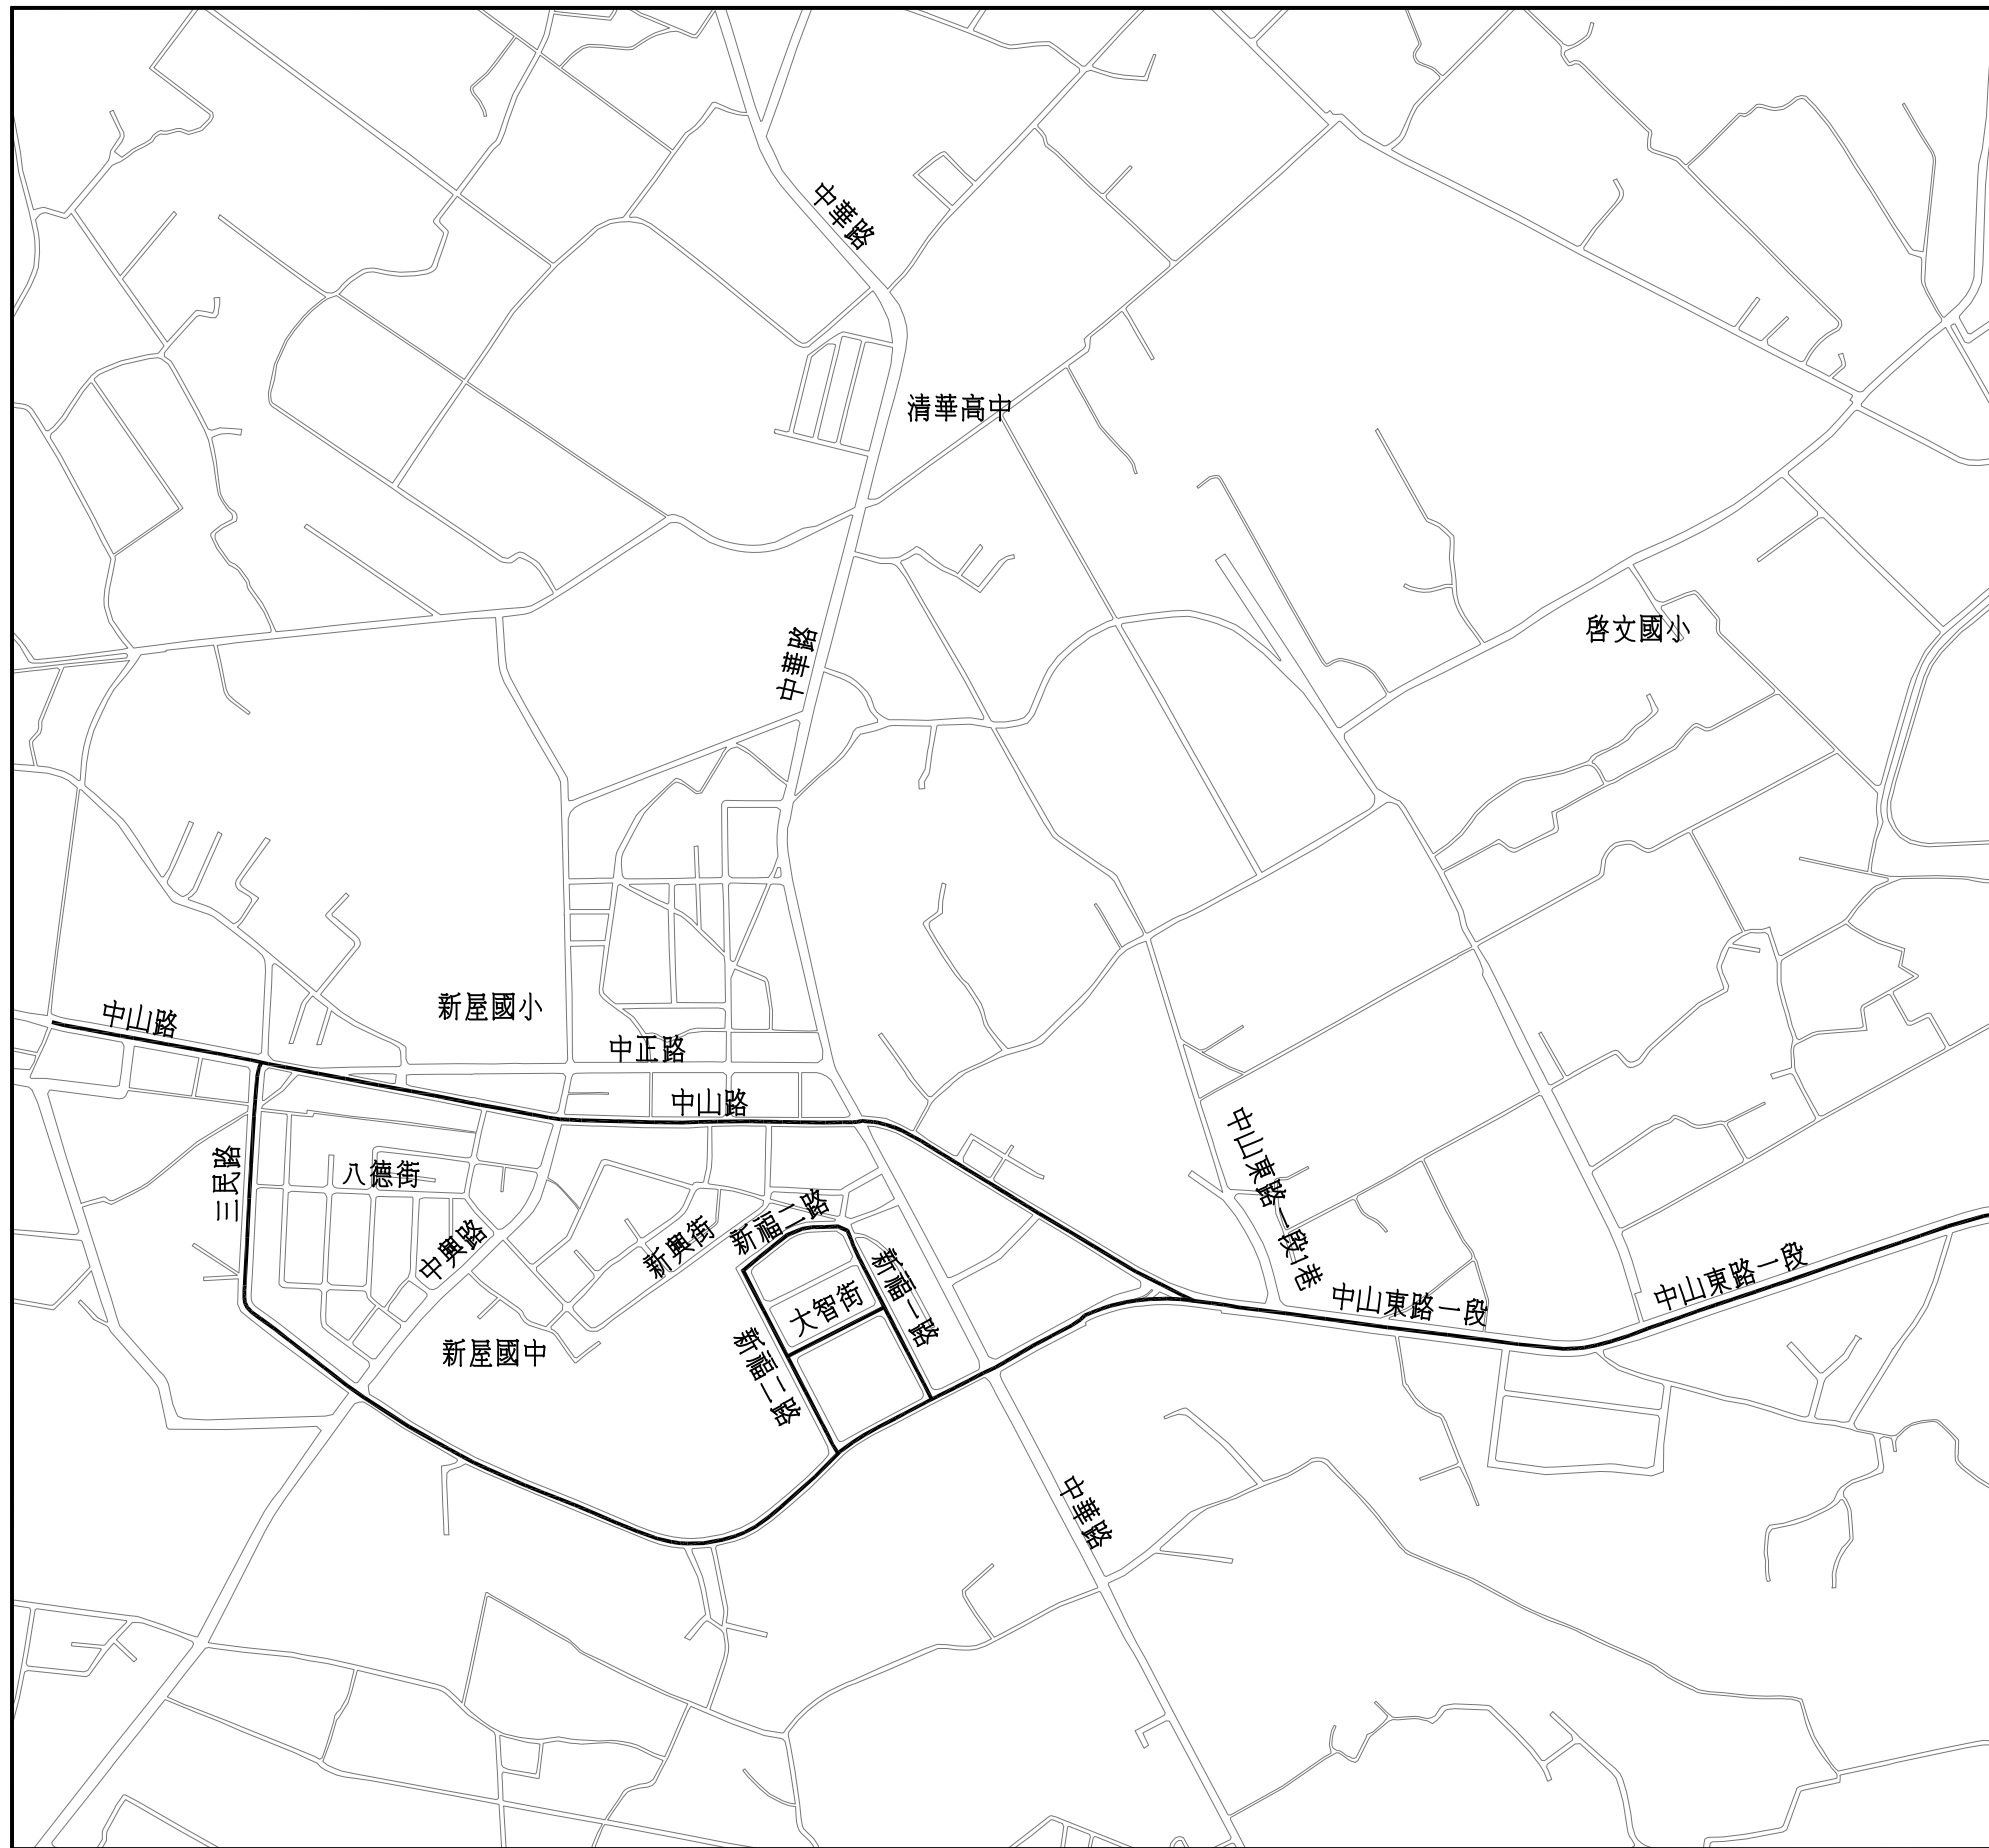 中華路
清華高中
啓文國小
中華路
新屋國小
中山路
中正路
中山路
中山東路一段1巷
三民路
八德街
新福二路
新興街
中興路
新福一路
大智街
中山東路一段
中山東路一段
新屋國中
新福二路
中華路